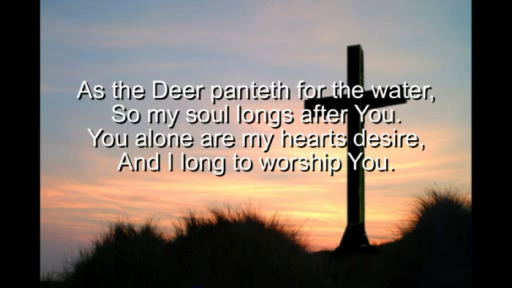 As the Deer panteth for the water,
So my soul longs after You.
You alone are my hearts desire,
And I long to worship You.